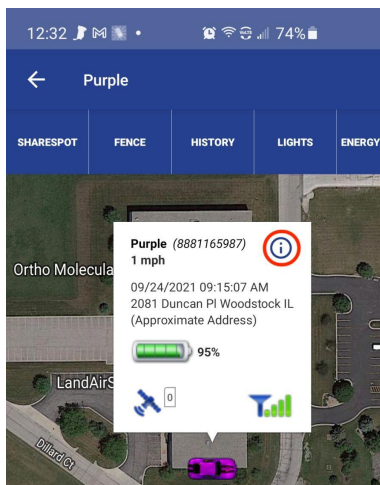 12:32
74%
Purple
SHARESPOT FENCE HISTORY LIGHTS ENERGY
Purple (8881165987)
1 mph
09/24/2021 09:15:07 AM
2081 Duncan Pl Woodstock IL
(Approximate Address)
95%
0
Ortho Molecula
LandAirS
Dillard Ct